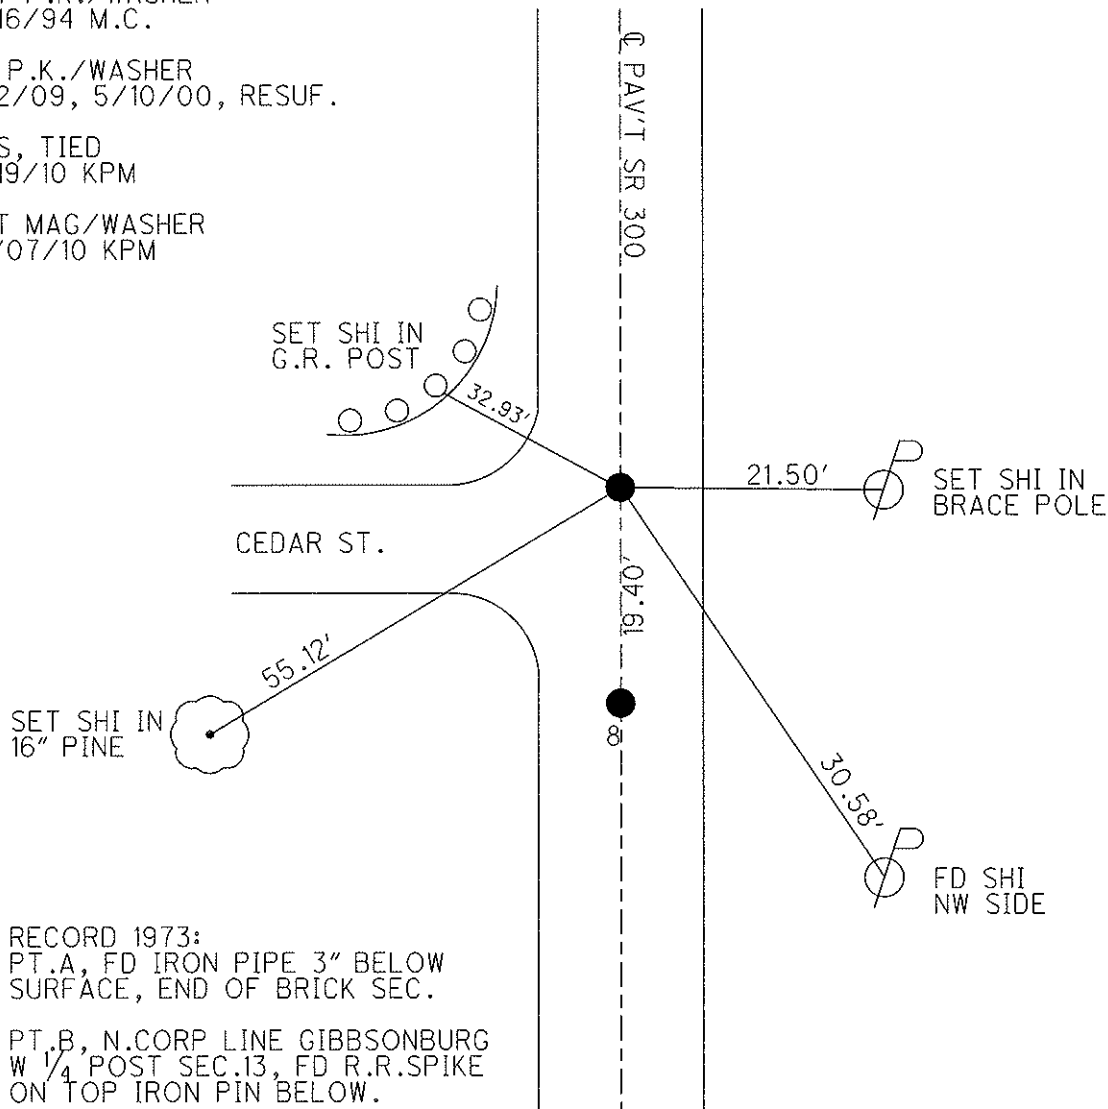 16/94 M.C.
P.K./WASHER
2/09, 5/10/00, RESUF.
S, TIED
19/10 KPM
T MAG/WASHER
/07/10 KPM
℄ PAV'T SR 300
SET SHI IN
G.R. POST
32.93'
21.50'
SET SHI IN
BRACE POLE
CEDAR ST.
19.40'
55.12'
SET SHI IN
16" PINE
8
30.58'
FD SHI
NW SIDE
RECORD 1973:
PT.A, FD IRON PIPE 3" BELOW
SURFACE, END OF BRICK SEC.
PT.B, N.CORP LINE GIBBSONBURG
W 1/4 POST SEC.13, FD R.R.SPIKE
ON TOP IRON PIN BELOW.